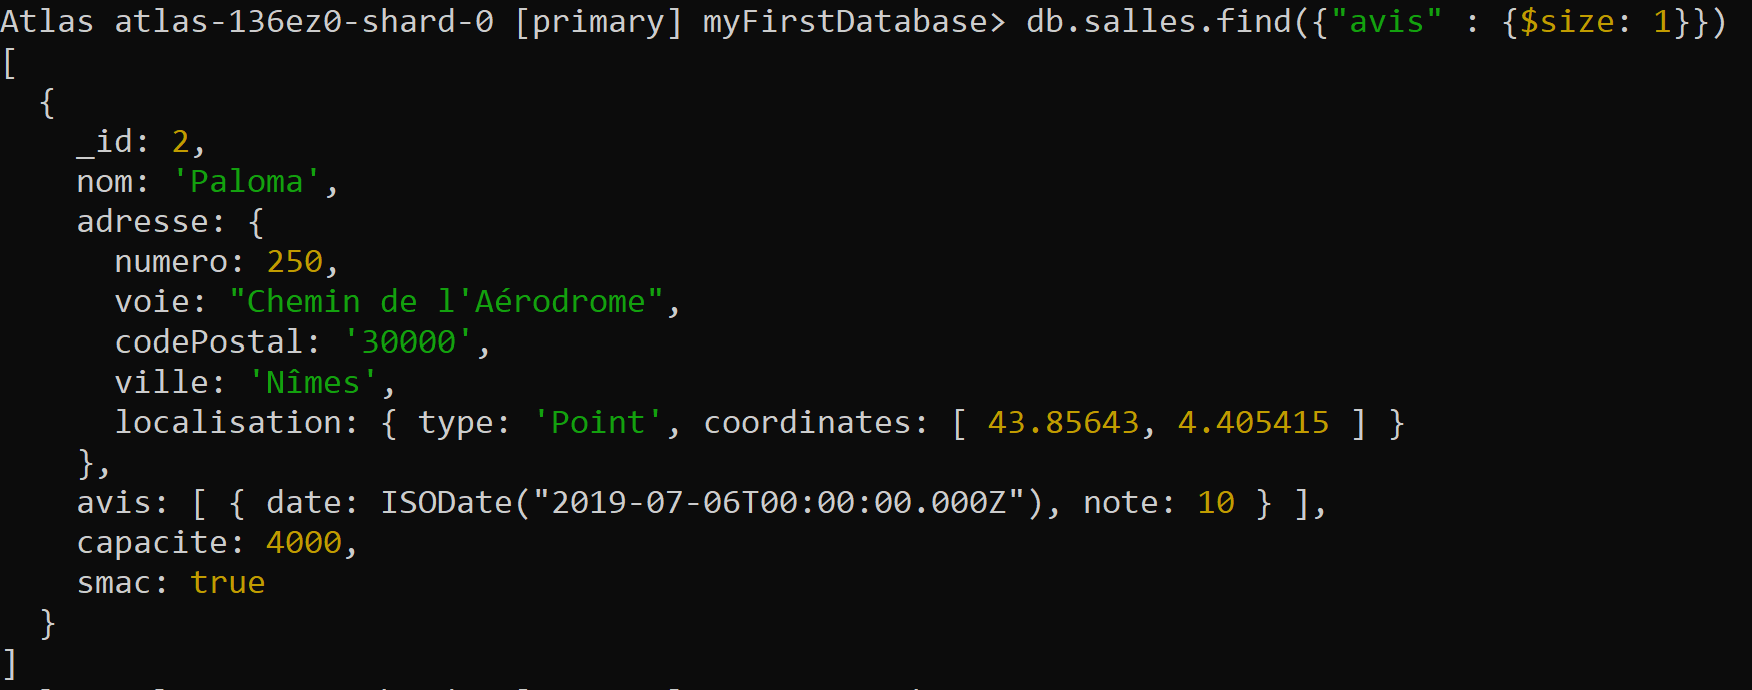 Atlas atlas-136ez0-shard-0 [primary] myFirstDatabase> db.salles.find({"avis" : {$size: 1}})
[
  {
    _id: 2,
    nom: 'Paloma',
    adresse: {
      numero: 250,
      voie: "Chemin de l'Aérodrome",
      codePostal: '30000',
      ville: 'Nîmes',
      localisation: { type: 'Point', coordinates: [ 43.85643, 4.405415 ] }
    },
    avis: [ { date: ISODate("2019-07-06T00:00:00.000Z"), note: 10 } ],
    capacite: 4000,
    smac: true
  }
]